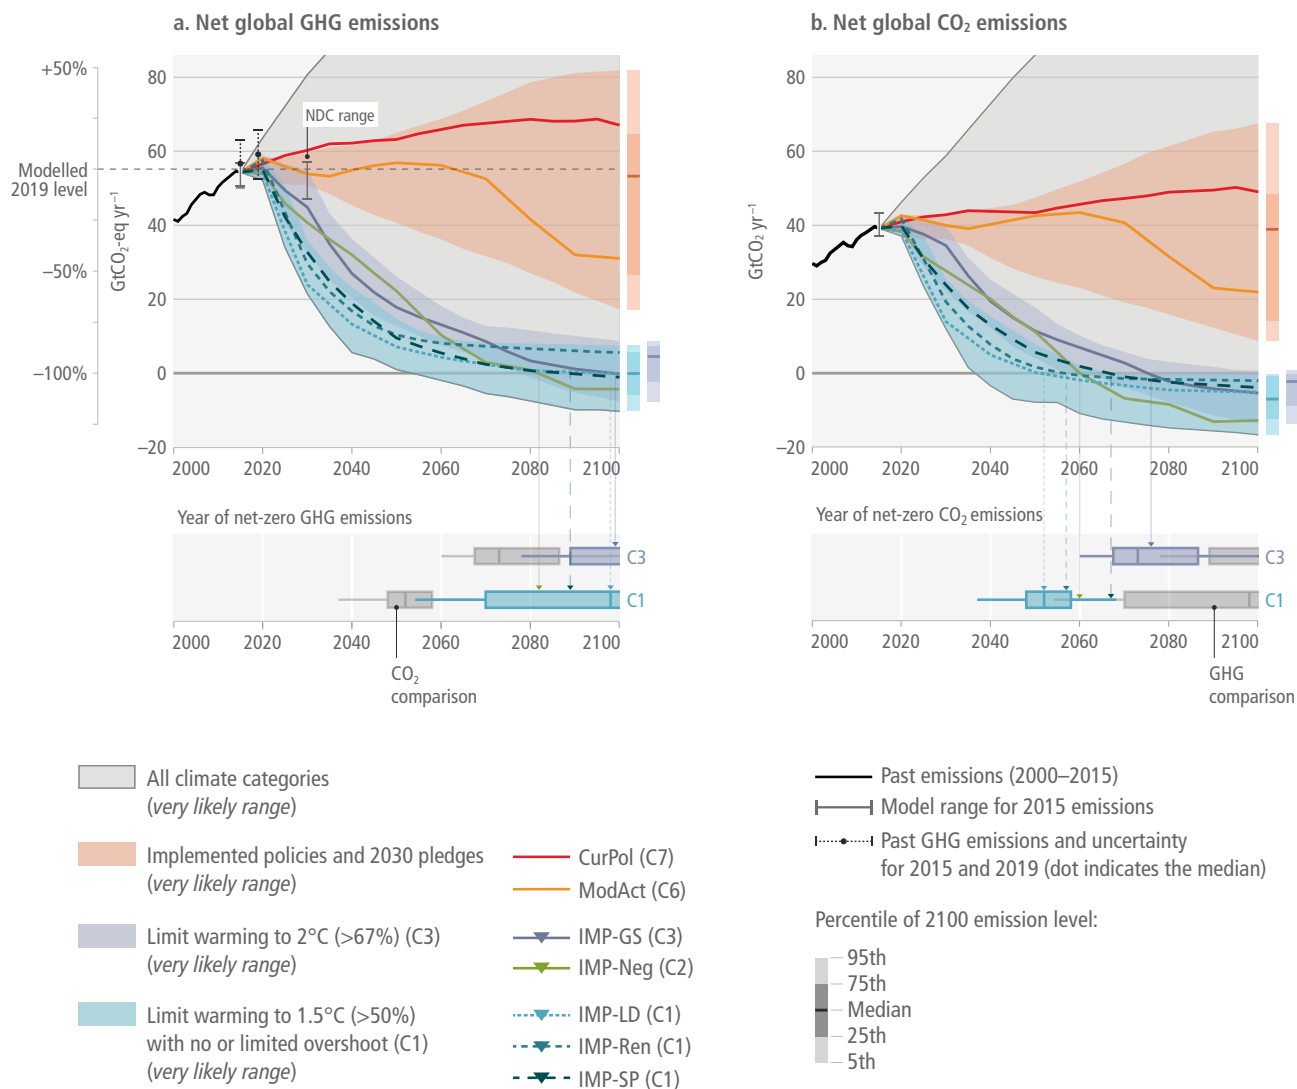 a. Net global GHG emissions
+50%
Modelled
2019 level
−50%
−100%
GtCO₂-eq yr⁻¹
80
60
40
20
0
−20
NDC range
2000 2020 2040 2060 2080 2100
Year of net-zero GHG emissions
C3
C1
2000 2020 2040 2060 2080 2100
CO₂
comparison
b. Net global CO₂ emissions
GtCO₂ yr⁻¹
80
60
40
20
0
−20
2000 2020 2040 2060 2080 2100
Year of net-zero CO₂ emissions
C3
C1
2000 2020 2040 2060 2080 2100
GHG
comparison
All climate categories
(very likely range)
Implemented policies and 2030 pledges
(very likely range)
Limit warming to 2°C (>67%) (C3)
(very likely range)
Limit warming to 1.5°C (>50%)
with no or limited overshoot (C1)
(very likely range)
CurPol (C7)
ModAct (C6)
IMP-GS (C3)
IMP-Neg (C2)
IMP-LD (C1)
IMP-Ren (C1)
IMP-SP (C1)
Past emissions (2000–2015)
Model range for 2015 emissions
Past GHG emissions and uncertainty
for 2015 and 2019 (dot indicates the median)
Percentile of 2100 emission level:
95th
75th
Median
25th
5th